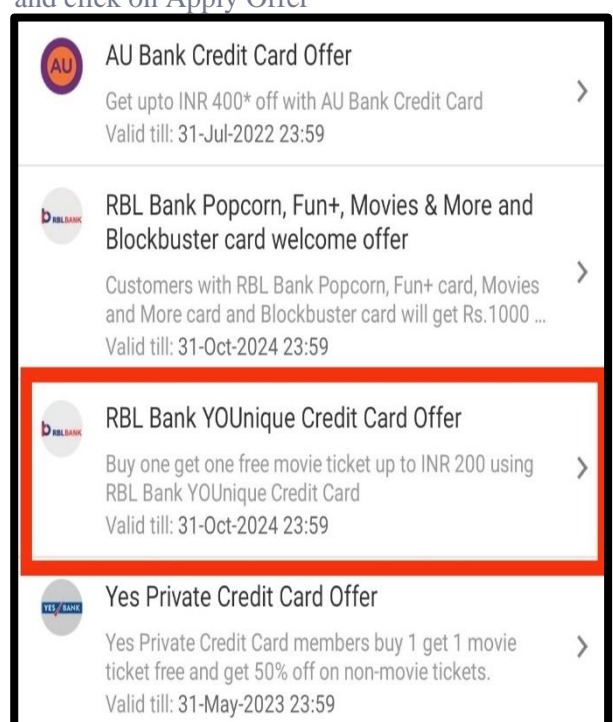 and click on Apply Offer
AU
AU Bank Credit Card Offer
Get upto INR 400* off with AU Bank Credit Card
Valid till: 31-Jul-2022 23:59
RBLBANK
RBL Bank Popcorn, Fun+, Movies & More and
Blockbuster card welcome offer
Customers with RBL Bank Popcorn, Fun+ card, Movies
and More card and Blockbuster card will get Rs.1000 ...
Valid till: 31-Oct-2024 23:59
RBLBANK
RBL Bank YOUnique Credit Card Offer
Buy one get one free movie ticket up to INR 200 using
RBL Bank YOUnique Credit Card
Valid till: 31-Oct-2024 23:59
YES BANK
Yes Private Credit Card Offer
Yes Private Credit Card members buy 1 get 1 movie
ticket free and get 50% off on non-movie tickets.
Valid till: 31-May-2023 23:59